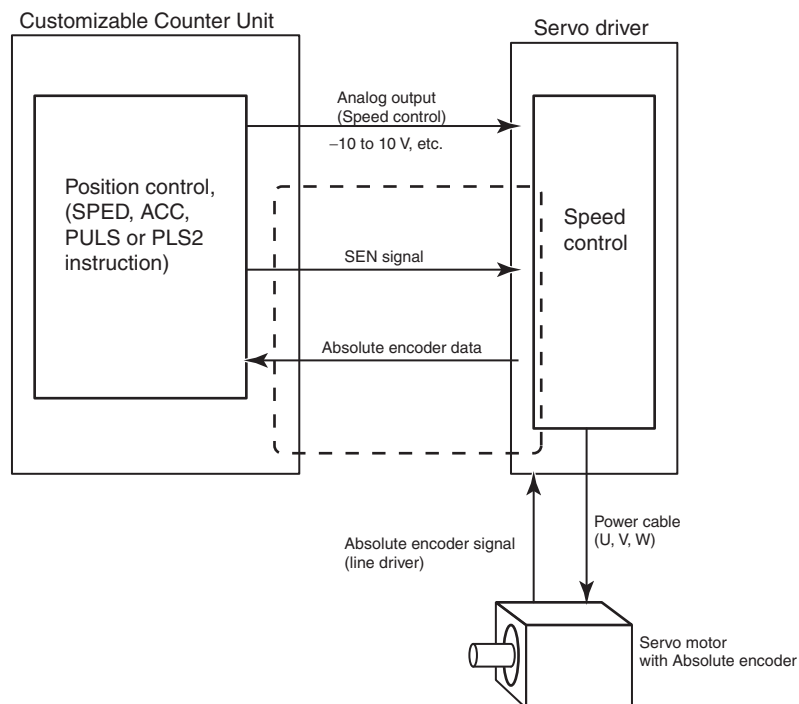 Customizable Counter Unit
Servo driver
Analog output
(Speed control)
–10 to 10 V, etc.
Position control,
(SPED, ACC,
PULS or PLS2
instruction)
Speed
control
SEN signal
Absolute encoder data
Power cable
(U, V, W)
Absolute encoder signal
(line driver)
Servo motor
with Absolute encoder